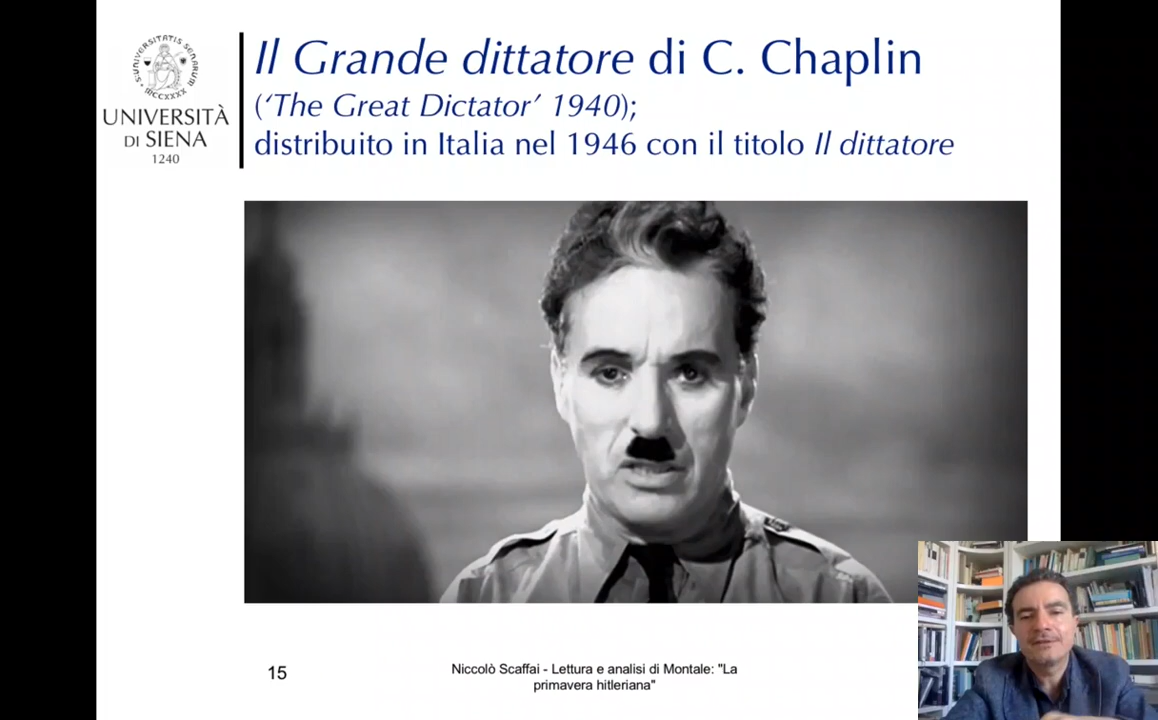 UNIVERSITÀ
DI SIENA
1240
Il Grande dittatore di C. Chaplin
(‘The Great Dictator’ 1940);
distribuito in Italia nel 1946 con il titolo Il dittatore
15
Niccolò Scaffai - Lettura e analisi di Montale: "La
primavera hitleriana"